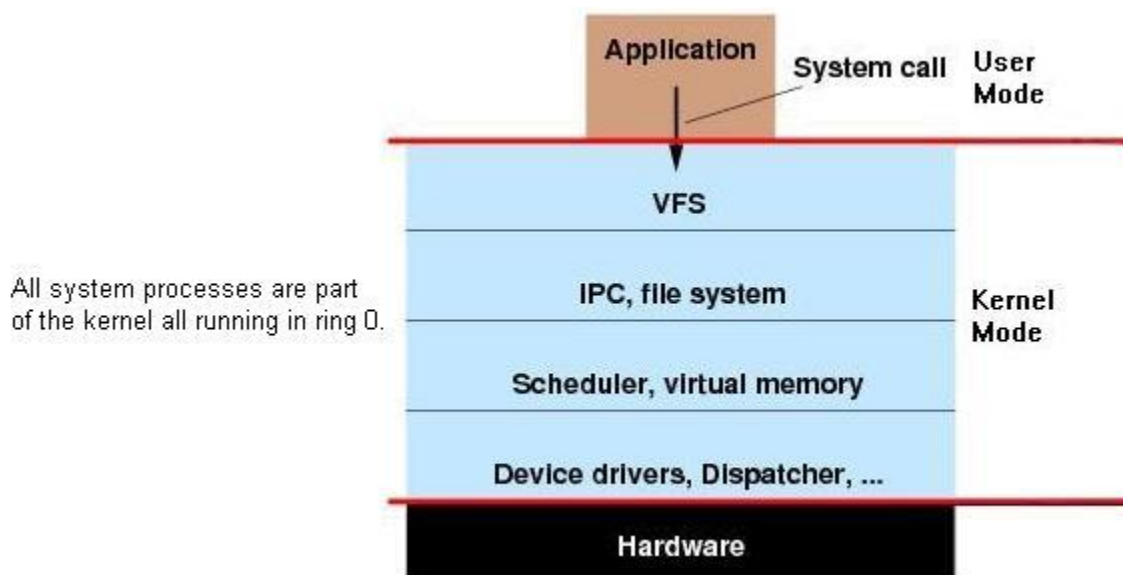 Application
System call
User
Mode
VFS
All system processes are part
of the kernel all running in ring 0.
IPC, file system
Kernel
Mode
Scheduler, virtual memory
Device drivers, Dispatcher, ...
Hardware